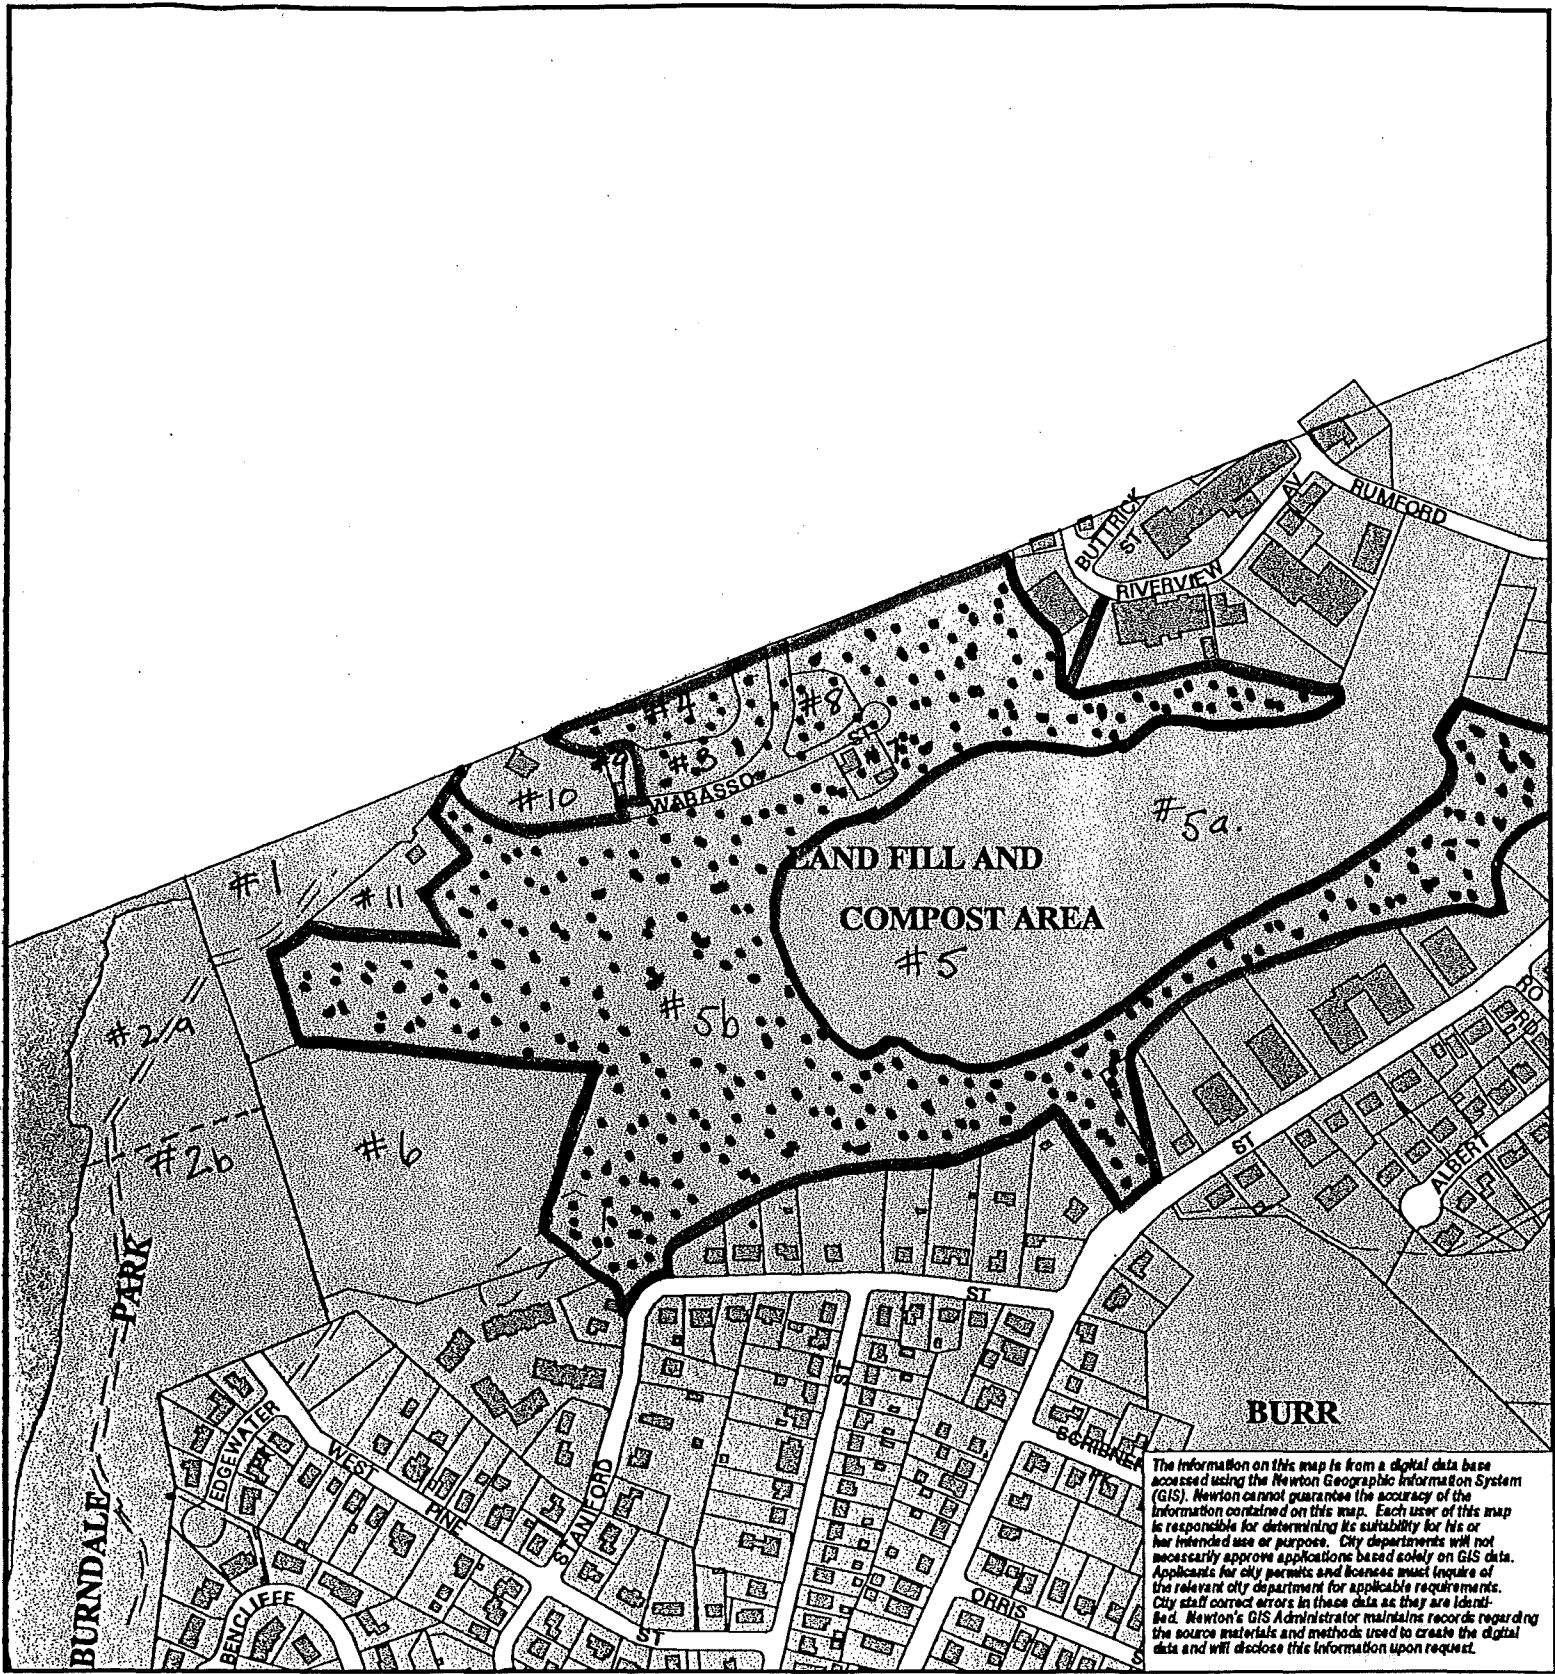 BUTTRICK
ST
AV
RUMFORD
RIVERVIEW
#4
#8
ST
#9
#3
#7
#10
WABASSO
#5a.
LAND FILL AND
#1
#11
COMPOST AREA
#5
#5b
#2a
RO
#2b
#6
ST
ALBERT
PARK
ST
ST
BURR
EDGEWATER
WEST
PINE
STANIFORD
SCRIBNER
PK
BURNDALE
BENCLIFFE
ORRIS
ST
S
The information on this map is from a digital data base
accessed using the Newton Geographic Information System
(GIS). Newton cannot guarantee the accuracy of the
information contained on this map. Each user of this map
is responsible for determining its suitability for his or
her intended use or purpose. City departments will not
necessarily approve applications based solely on GIS data.
Applicants for city permits and licenses must inquire of
the relevant city department for applicable requirements.
City staff correct errors in these data as they are identi-
fied. Newton's GIS Administrator maintains records regarding
the source materials and methods used to create the digital
data and will disclose this information upon request.